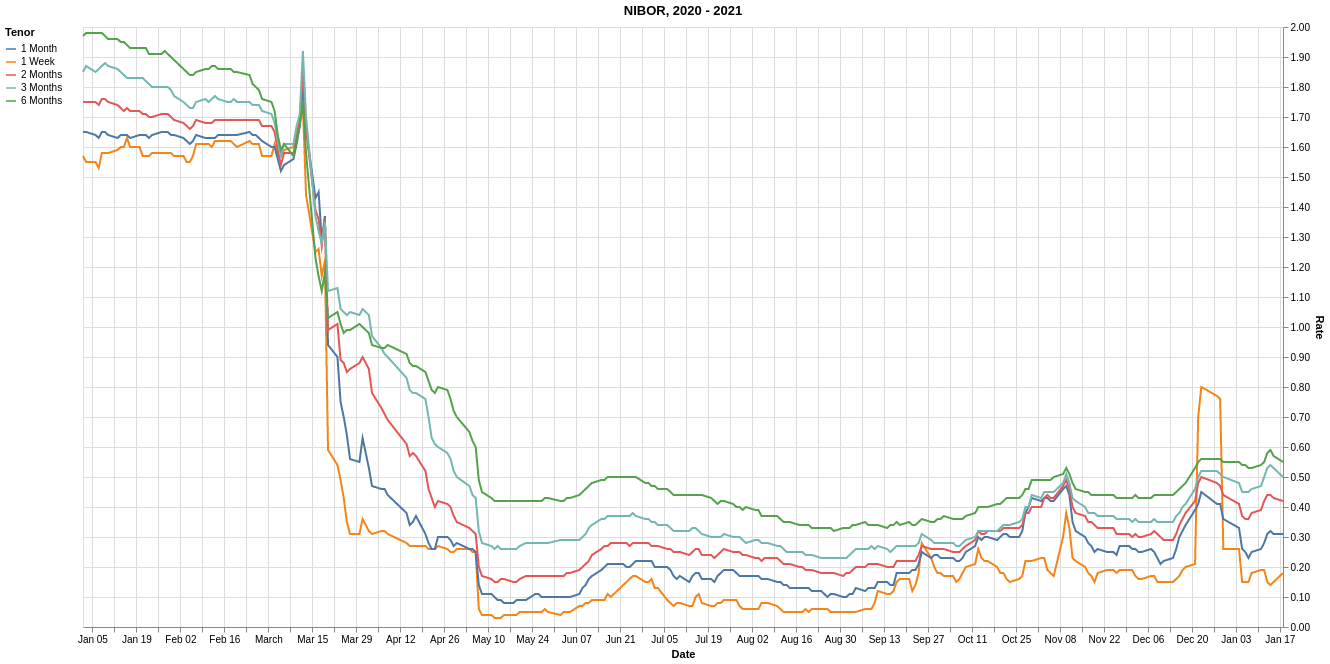 NIBOR, 2020 - 2021
Tenor
1 Month
1 Week
2 Months
3 Months
6 Months
2.00
1.90
1.80
1.70
1.60
1.50
1.40
1.30
1.20
1.10
1.00
0.90
0.80
0.70
0.60
0.50
0.40
0.30
0.20
0.10
0.00
Rate
Jan 05 Jan 19 Feb 02 Feb 16 March Mar 15 Mar 29 Apr 12 Apr 26 May 10 May 24 Jun 07 Jun 21 Jul 05 Jul 19 Aug 02 Aug 16 Aug 30 Sep 13 Sep 27 Oct 11 Oct 25 Nov 08 Nov 22 Dec 06 Dec 20 Jan 03 Jan 17
Date